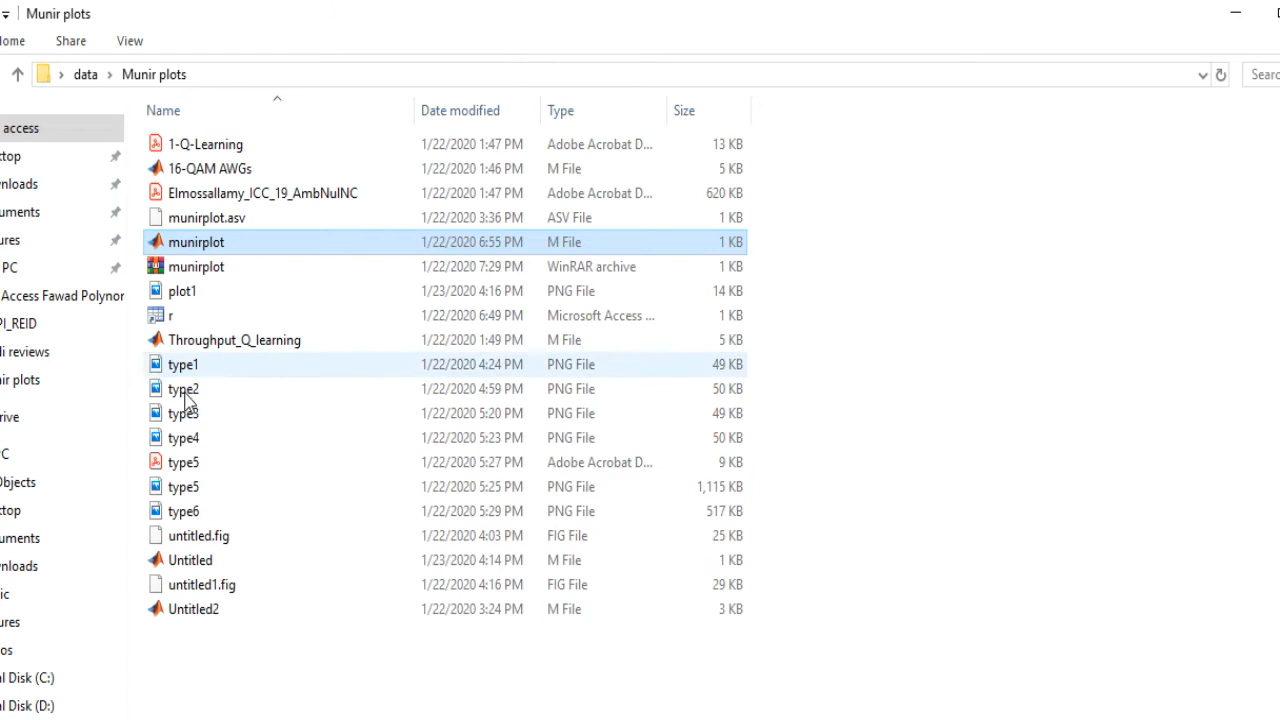 Munir plots
Home Share View
data Munir plots Searc
Name Date modified Type Size
access
top
wnloads
uments
ures
PC
Access Fawad Polynor
PI_REID
li reviews
ir plots
rive
PC
Objects
ktop
uments
wnloads
ic
ures
os
al Disk (C:)
al Disk (D:)
1-Q-Learning 1/22/2020 1:47 PM Adobe Acrobat D... 13 KB
16-QAM AWGs 1/22/2020 1:46 PM M File 5 KB
Elmossallamy_ICC_19_AmbNulNC 1/22/2020 1:47 PM Adobe Acrobat D... 620 KB
munirplot.asv 1/22/2020 3:36 PM ASV File 1 KB
munirplot 1/22/2020 6:55 PM M File 1 KB
munirplot 1/22/2020 7:29 PM WinRAR archive 1 KB
plot1 1/23/2020 4:16 PM PNG File 14 KB
r 1/22/2020 6:49 PM Microsoft Access ... 1 KB
Throughput_Q_learning 1/22/2020 1:49 PM M File 5 KB
type1 1/22/2020 4:24 PM PNG File 49 KB
type2 1/22/2020 4:59 PM PNG File 50 KB
type3 1/22/2020 5:20 PM PNG File 49 KB
type4 1/22/2020 5:23 PM PNG File 50 KB
type5 1/22/2020 5:27 PM Adobe Acrobat D... 9 KB
type5 1/22/2020 5:25 PM PNG File 1,115 KB
type6 1/22/2020 5:29 PM PNG File 517 KB
untitled.fig 1/22/2020 4:03 PM FIG File 25 KB
Untitled 1/23/2020 4:14 PM M File 1 KB
untitled1.fig 1/22/2020 4:16 PM FIG File 29 KB
Untitled2 1/22/2020 3:24 PM M File 3 KB